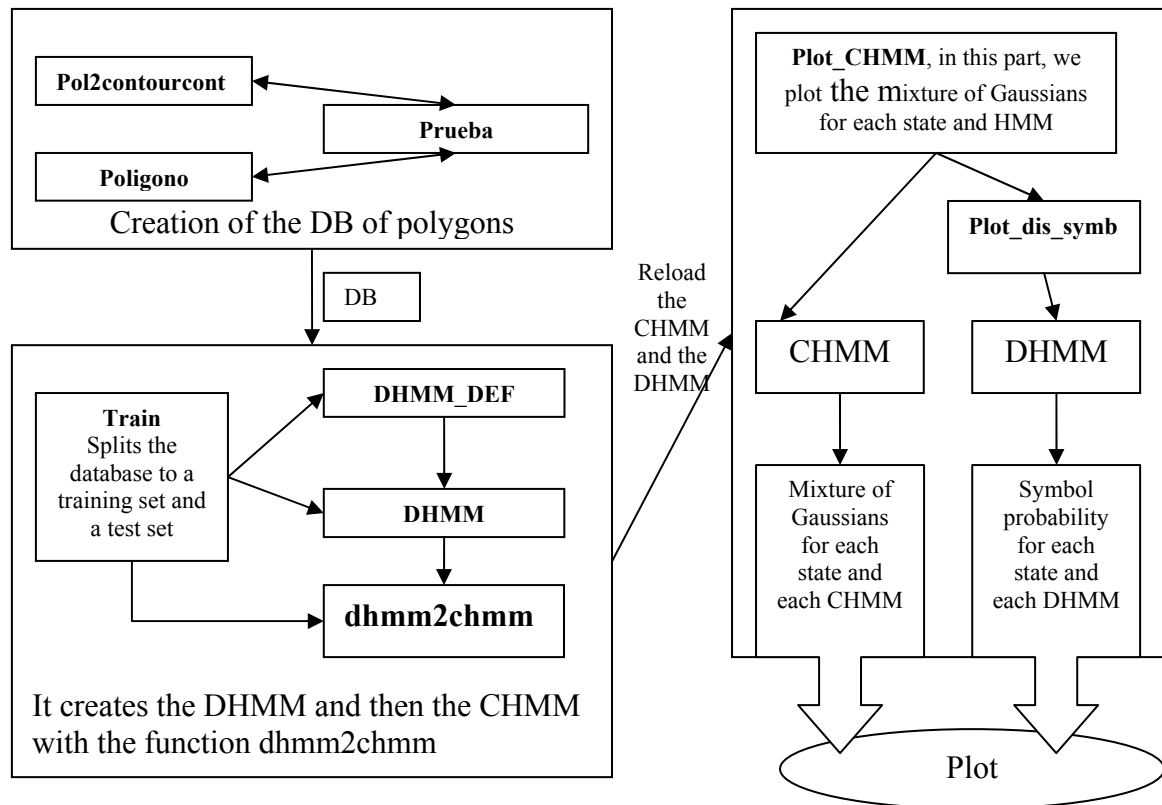 Pol2contourcont
Prueba
Poligono
Creation of the DB of polygons
DB
Train
Splits the
database to a
training set and
a test set
DHMM_DEF
DHMM
dhmm2chmm
It creates the DHMM and then the CHMM
with the function dhmm2chmm
Reload
the
CHMM
and the
DHMM
Plot_CHMM, in this part, we
plot the mixture of Gaussians
for each state and HMM
Plot_dis_symb
CHMM
DHMM
Mixture of
Gaussians
for each
state and
each CHMM
Symbol
probability
for each
state and
each DHMM
Plot